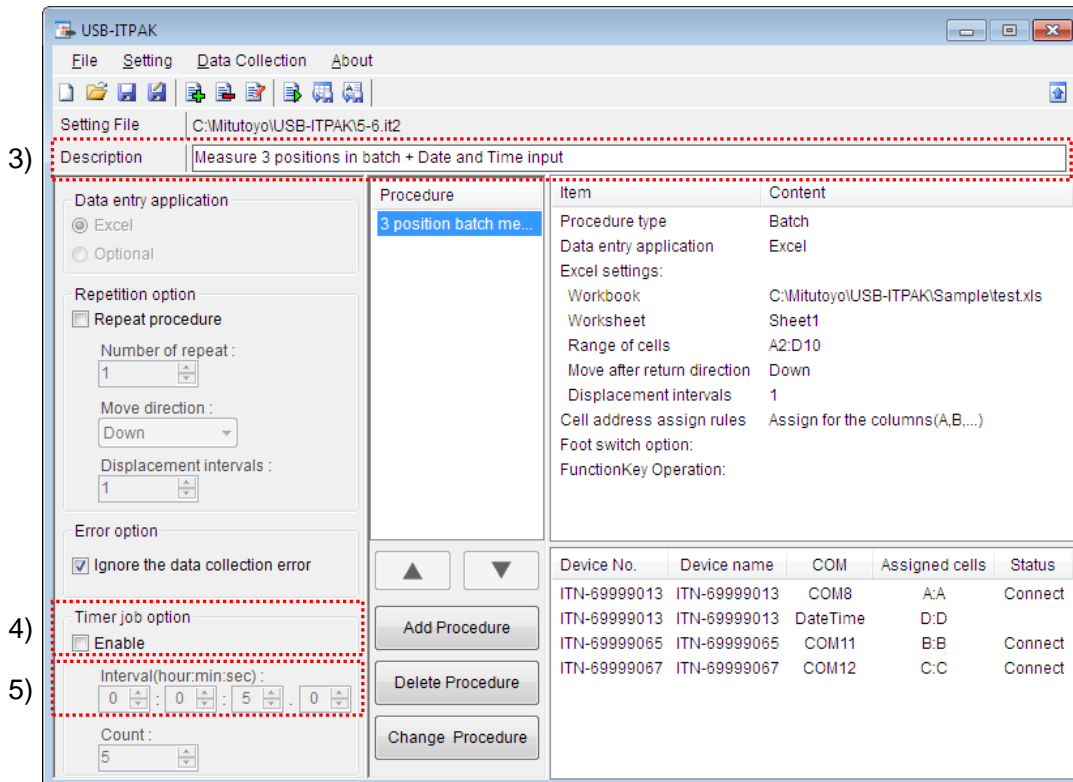 USB-ITPAK
File Setting Data Collection About
Setting File C:\Mitutoyo\USB-ITPAK\5-6.it2
3) Description Measure 3 positions in batch + Date and Time input
Data entry application
Excel
Optional
Repetition option
Repeat procedure
Number of repeat :
1
Move direction :
Down
Displacement intervals :
1
Error option
Ignore the data collection error
4) Timer job option
Enable
5) Interval(hour:min:sec) :
0 : 0 : 5 . 0
Count :
5
Procedure
3 position batch me...
Add Procedure
Delete Procedure
Change Procedure
Item Content
Procedure type Batch
Data entry application Excel
Excel settings:
Workbook C:\Mitutoyo\USB-ITPAK\Sample\test.xls
Worksheet Sheet1
Range of cells A2:D10
Move after return direction Down
Displacement intervals 1
Cell address assign rules Assign for the columns(A,B,...)
Foot switch option:
FunctionKey Operation:
Device No. Device name COM Assigned cells Status
ITN-69999013 ITN-69999013 COM8 A:A Connect
ITN-69999013 ITN-69999013 DateTime D:D
ITN-69999065 ITN-69999065 COM11 B:B Connect
ITN-69999067 ITN-69999067 COM12 C:C Connect